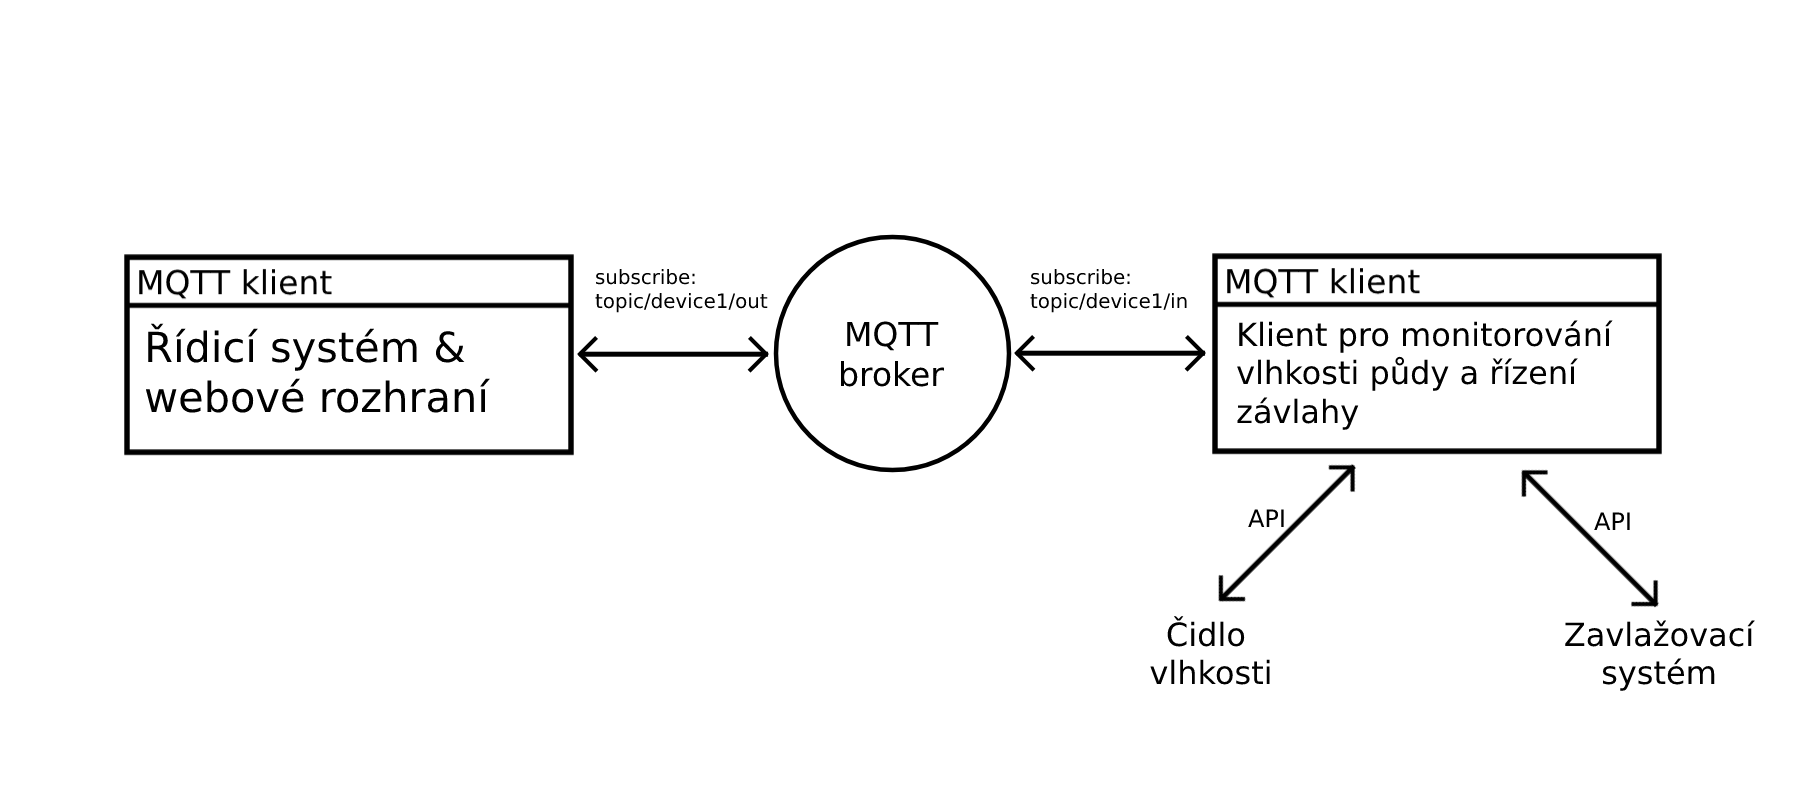 MQTT klient
Řídicí systém &
webové rozhraní
subscribe:
topic/device1/out
MQTT
broker
subscribe:
topic/device1/in
MQTT klient
Klient pro monitorování
vlhkosti půdy a řízení
závlahy
API
API
Čidlo
vlhkosti
Zavlažovací
systém